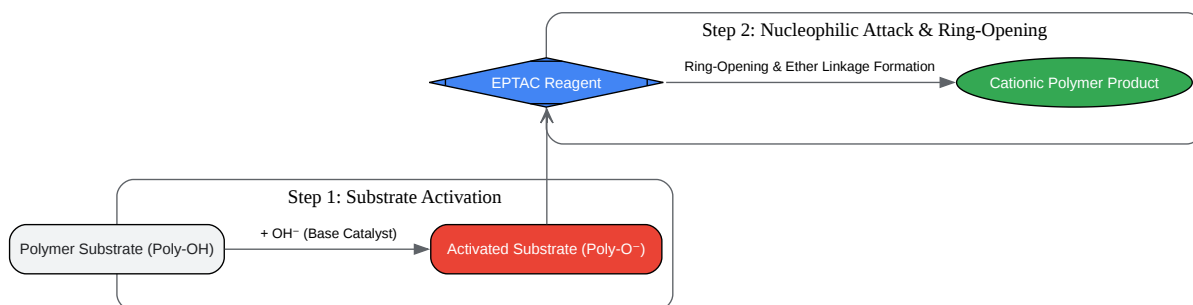 Step 2: Nucleophilic Attack & Ring-Opening
EPTAC Reagent
Ring-Opening & Ether Linkage Formation
Cationic Polymer Product
Step 1: Substrate Activation
Polymer Substrate (Poly-OH)
+ OH⁻ (Base Catalyst)
Activated Substrate (Poly-O⁻)